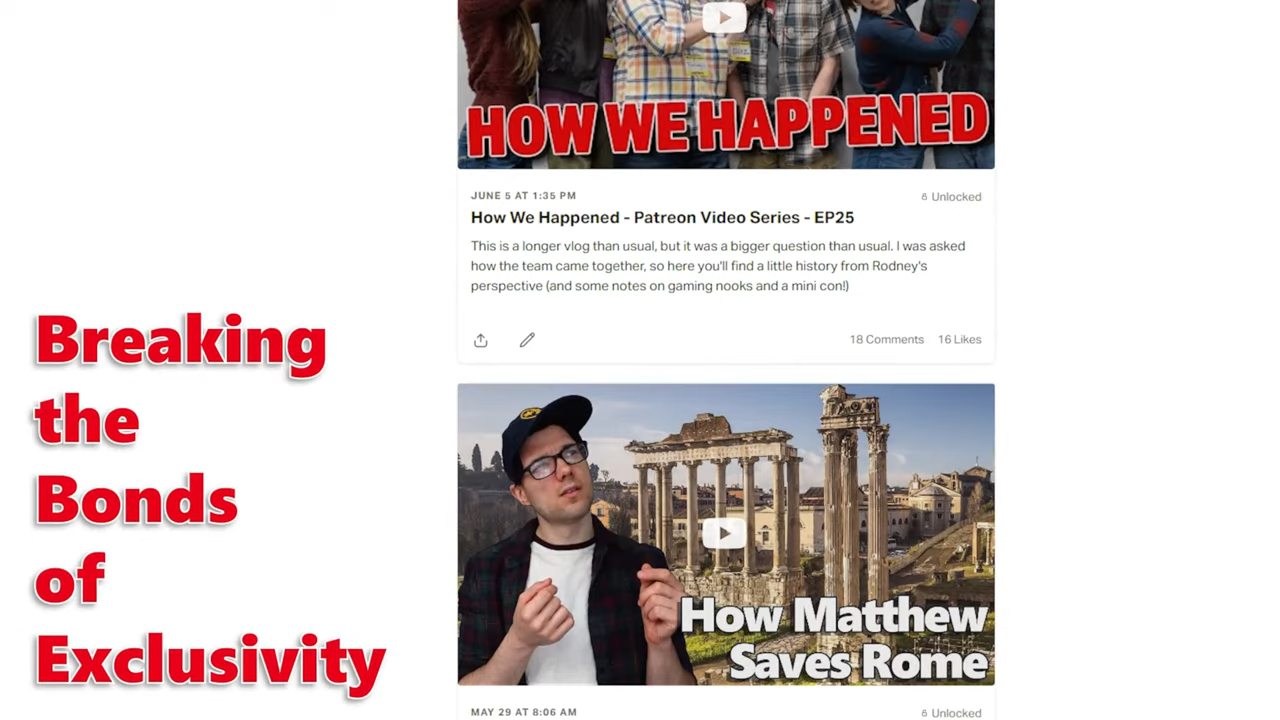 HOW WE HAPPENED
JUNE 5 AT 1:35 PM
Unlocked
How We Happened - Patreon Video Series - EP25
This is a longer vlog than usual, but it was a bigger question than usual. I was asked
how the team came together, so here you'll find a little history from Rodney's
perspective (and some notes on gaming nooks and a mini con!)
18 Comments 16 Likes
Breaking
the
Bonds
of
Exclusivity
How Matthew
Saves Rome
MAY 29 AT 8:06 AM
Unlocked